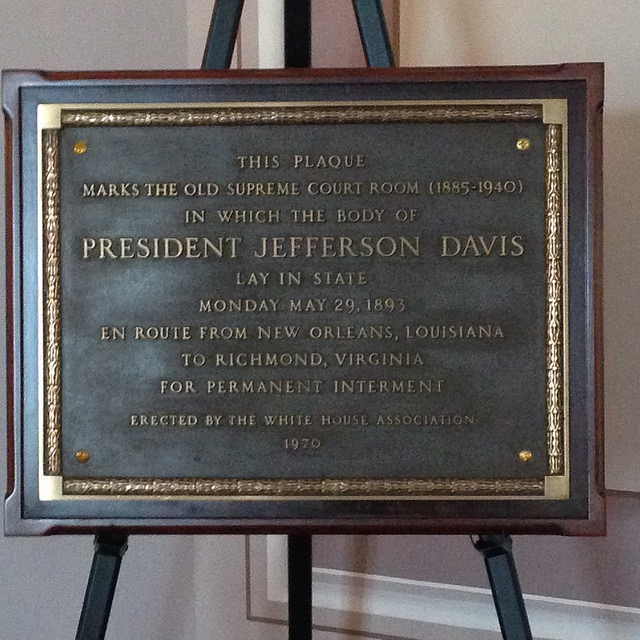 THIS PLAQUE
MARKS THE OLD SUPREME COURT ROOM (1885-1940)
IN WHICH THE BODY OF
PRESIDENT JEFFERSON DAVIS
LAY IN STATE
MONDAY MAY 29, 1893
EN ROUTE FROM NEW ORLEANS, LOUISIANA
TO RICHMOND, VIRGINIA
FOR PERMANENT INTERMENT
ERECTED BY THE WHITE HOUSE ASSOCIATION
1970